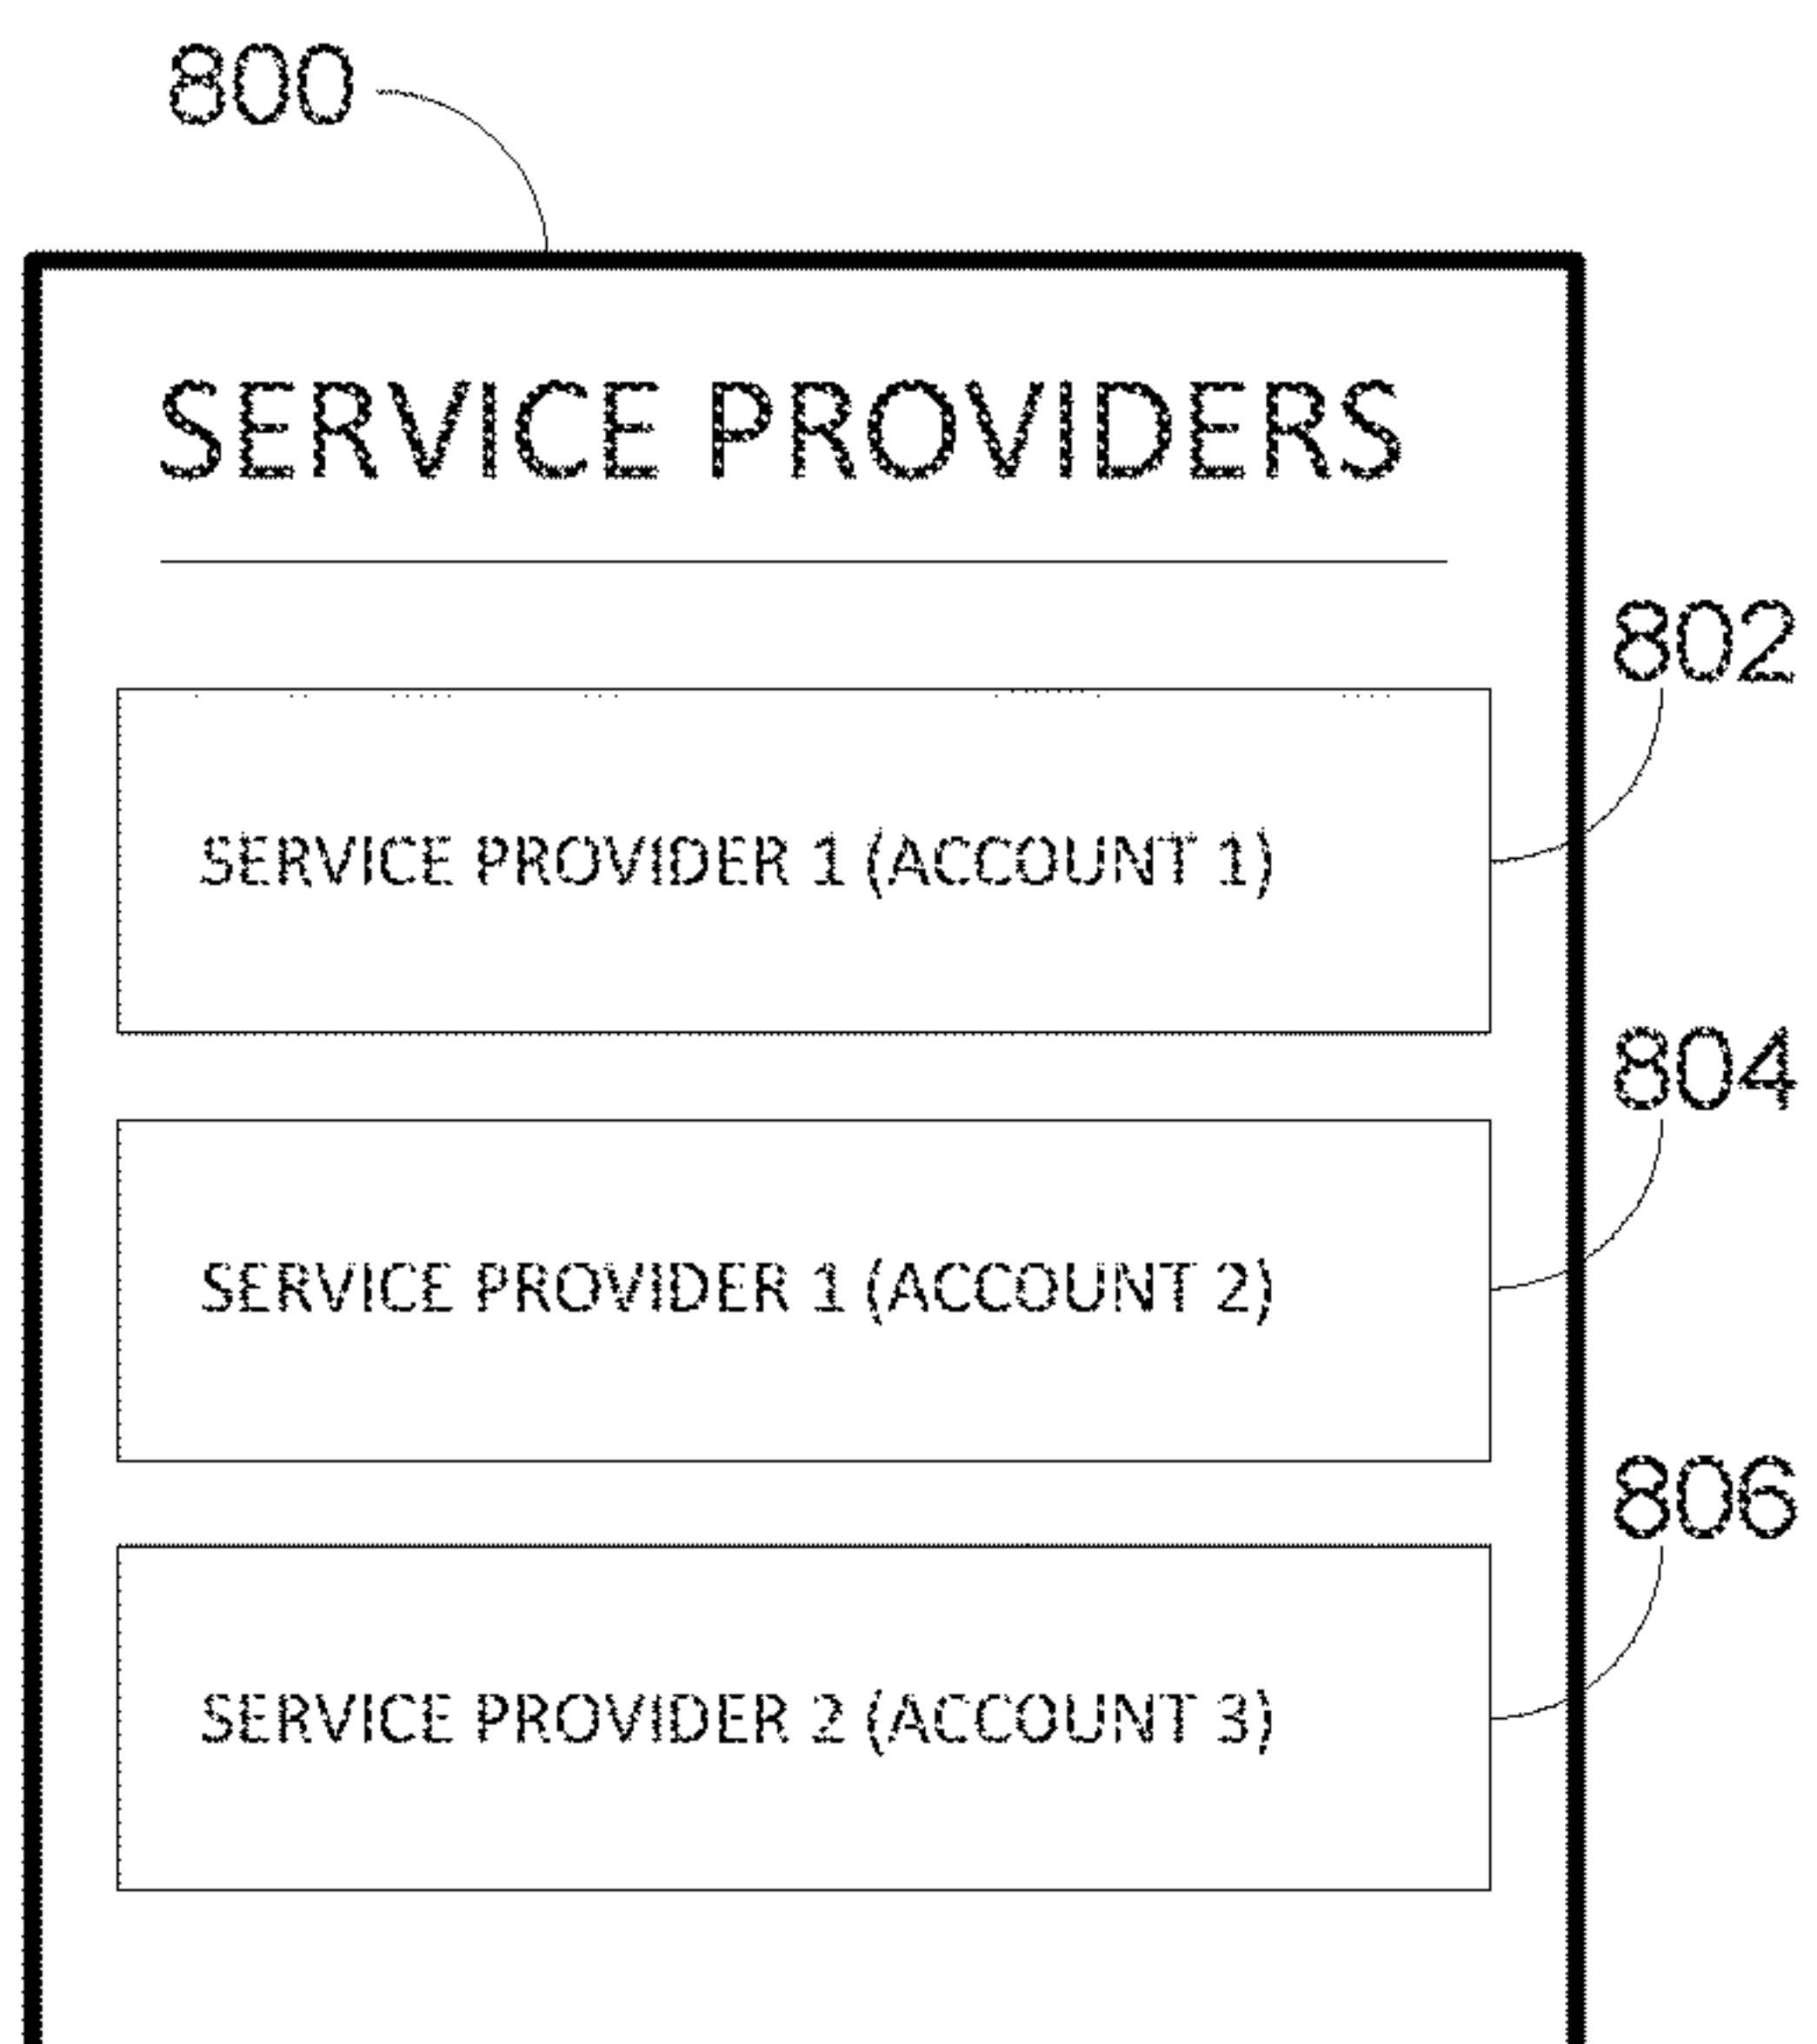 800
SERVICE PROVIDERS
802
SERVICE PROVIDER 1 (ACCOUNT 1)
804
SERVICE PROVIDER 1 (ACCOUNT 2)
806
SERVICE PROVIDER 2 (ACCOUNT 3)